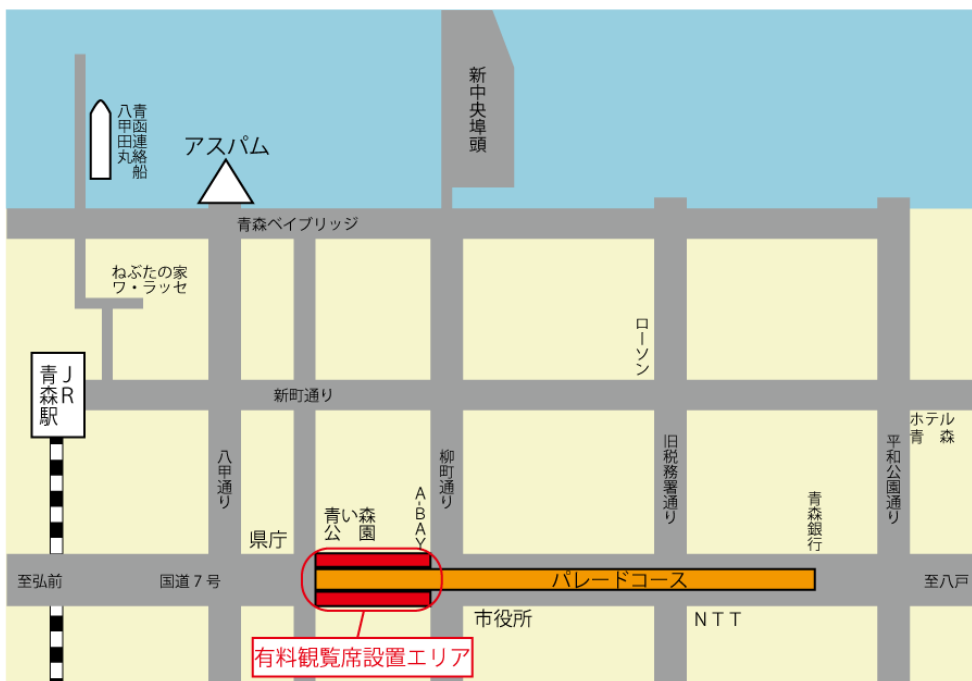 新中央埠頭
青函連絡船
八甲田丸
アスパム
青森ベイブリッジ
ねぶたの家
ワ・ラッセ
ローソン
JR
青森駅
新町通り
ホテル
青　森
八甲通り
柳町通り
旧税務署通り
平和公園通り
青い森
公　園
A-BAY
青森銀行
県庁
至弘前
国道７号
パレードコース
至八戸
市役所
ＮＴＴ
有料観覧席設置エリア